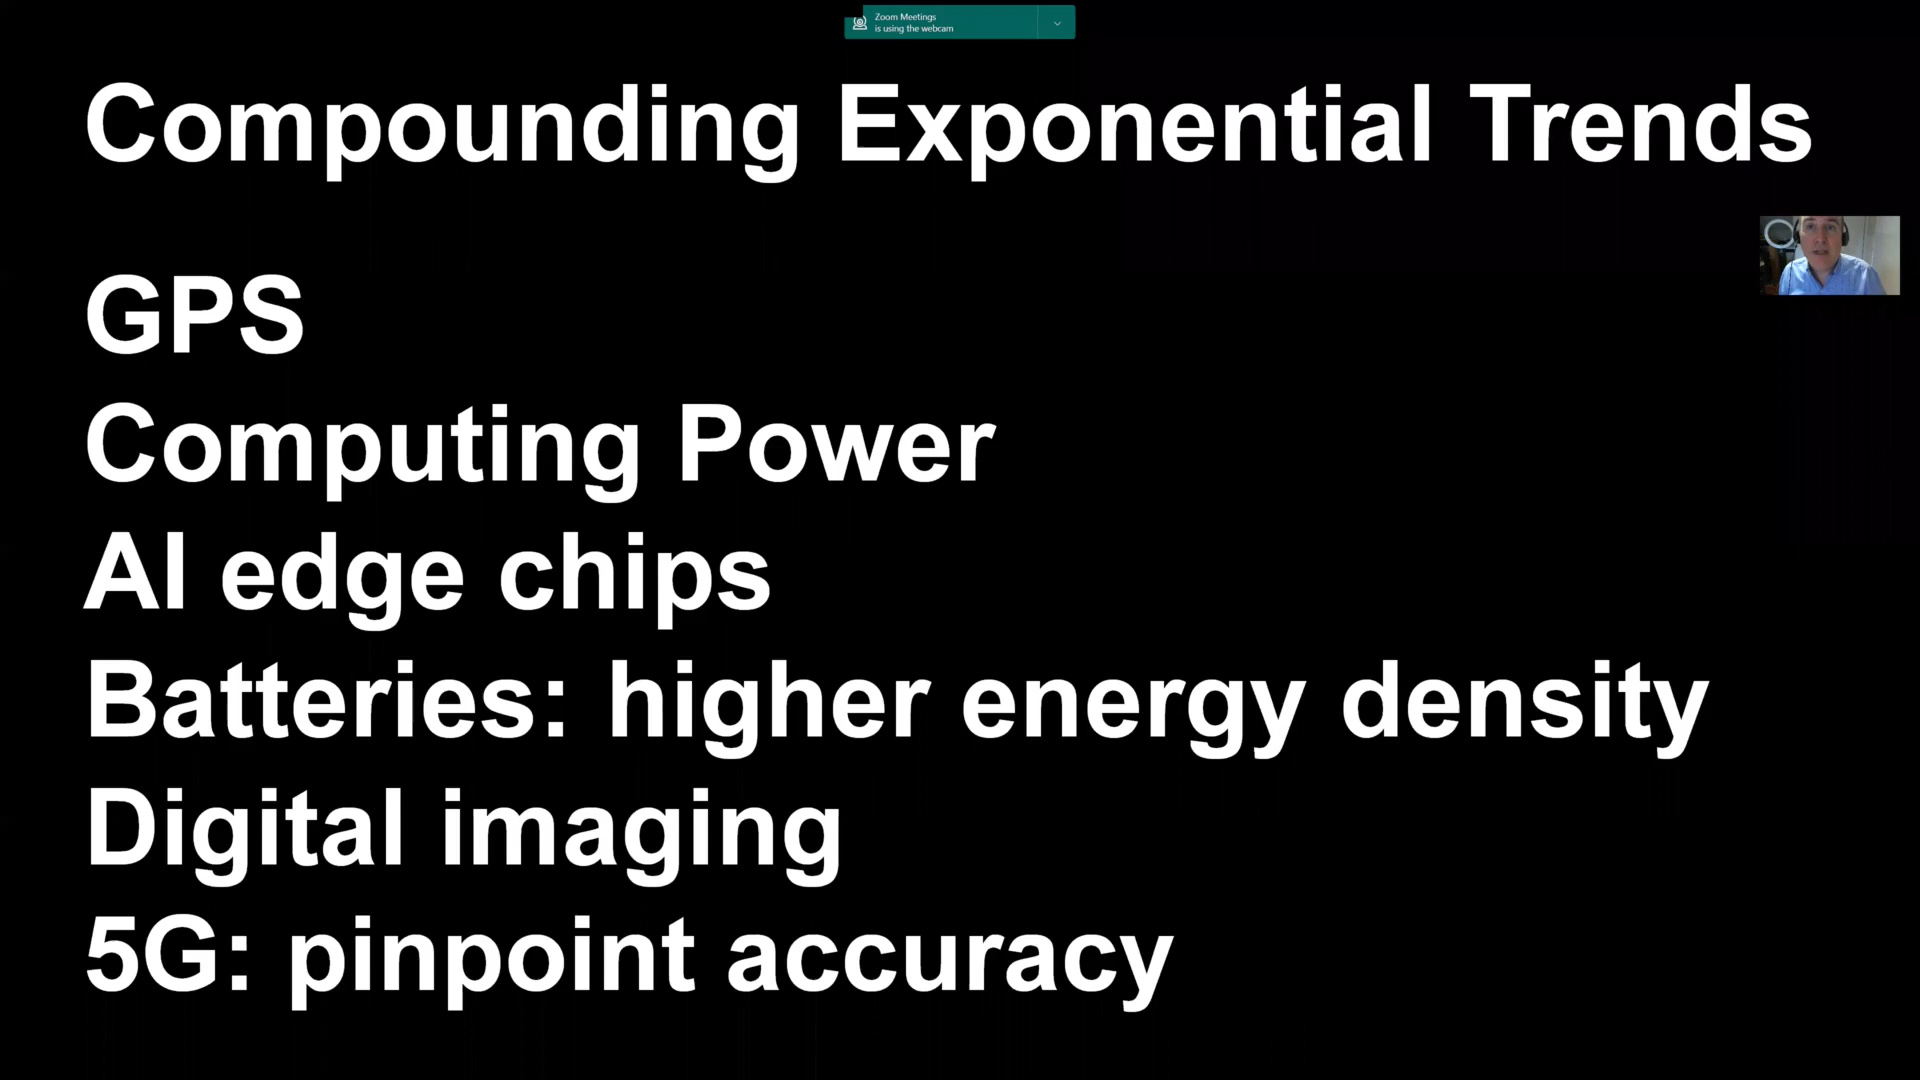 Zoom Meetings
is using the webcam
Compounding Exponential Trends
GPS
Computing Power
AI edge chips
Batteries: higher energy density
Digital imaging
5G: pinpoint accuracy